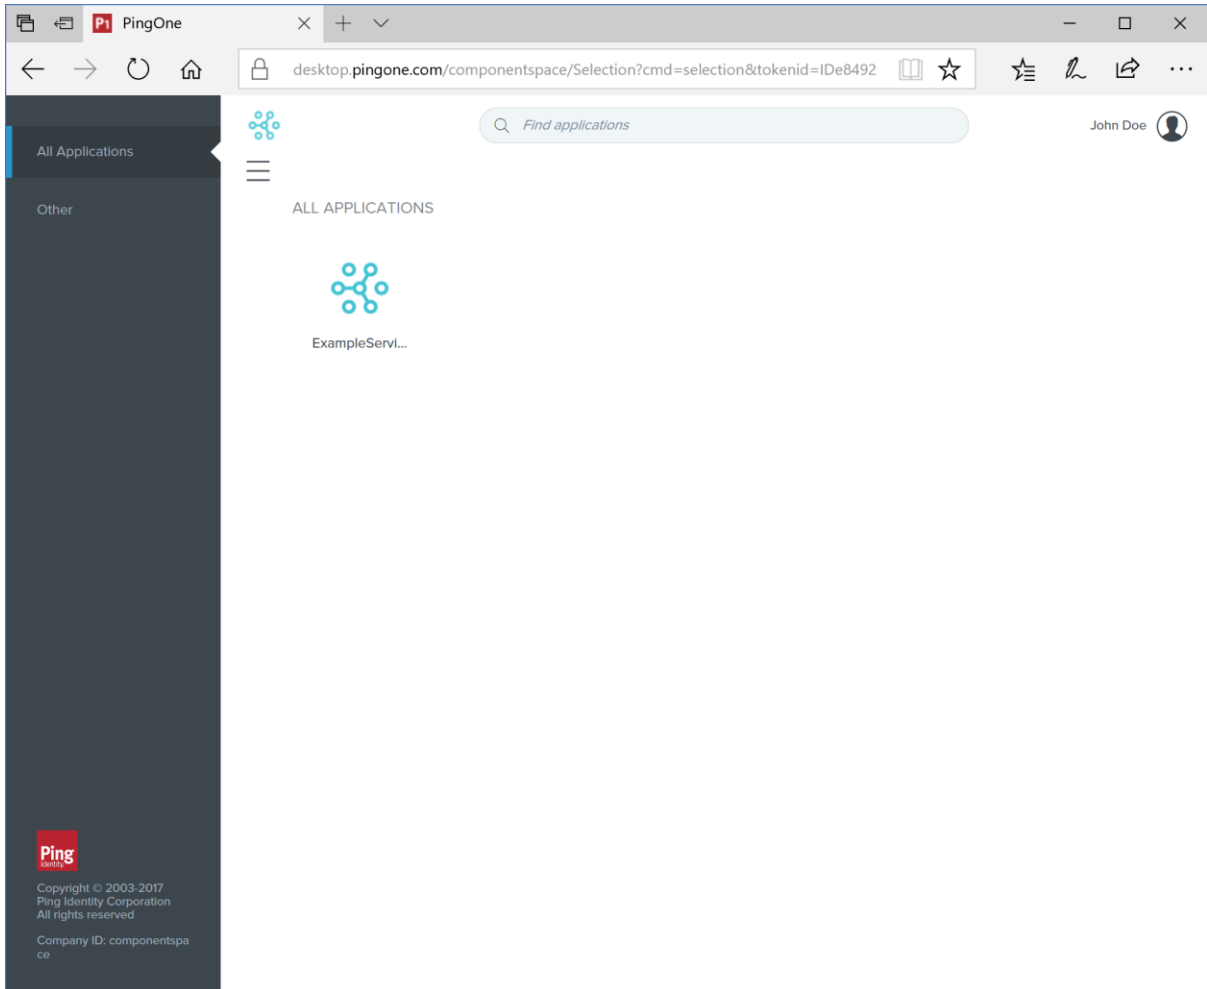 P1 PingOne
desktop.pingone.com/componentspace/Selection?cmd=selection&tokenid=IDe8492
Find applications
John Doe
All Applications
Other
ALL APPLICATIONS
ExampleServi...
Ping
Identity
Copyright © 2003-2017
Ping Identity Corporation
All rights reserved
Company ID: componentspa
ce